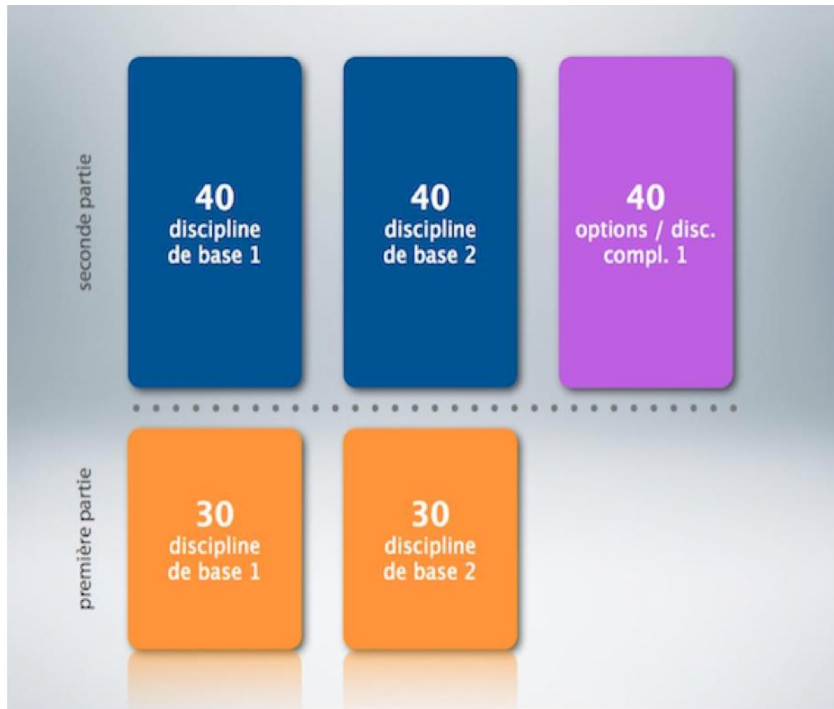 seconde partie
40
discipline
de base 1
40
discipline
de base 2
40
options / disc.
compl. 1
première partie
30
discipline
de base 1
30
discipline
de base 2